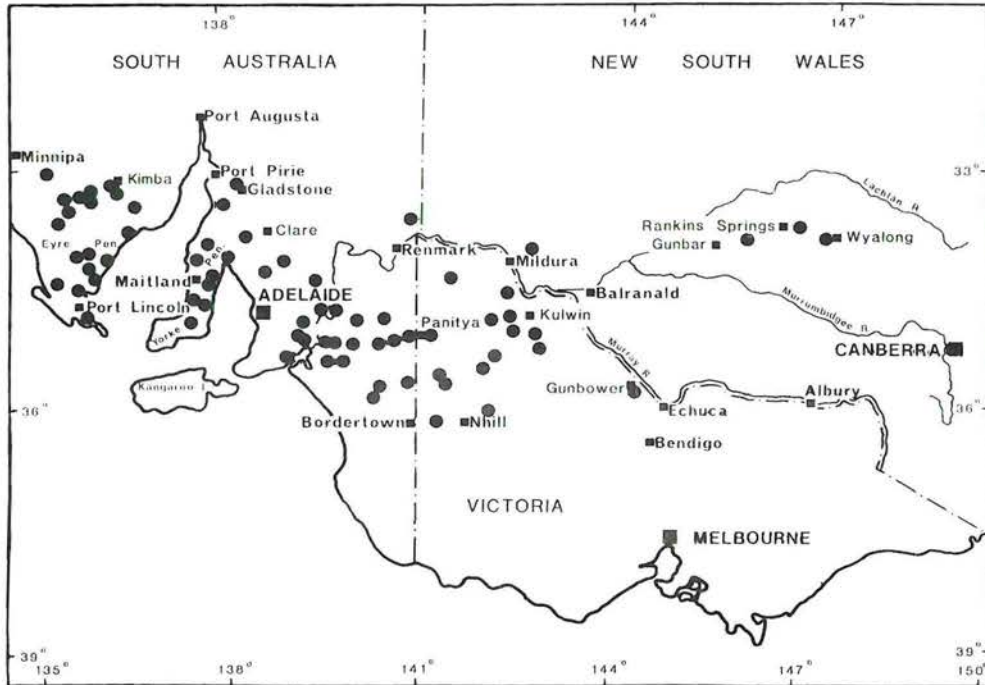 138° 144° 147°
SOUTH AUSTRALIA NEW SOUTH WALES
Port Augusta
Minnipa
Kimba
Port Pirie
Gladstone
33°
Lachlan R
Rankins Springs
Gunbar
Wyalong
Clare
Eyre Pen
Pen.
Renmark
Mildura
Maitland
ADELAIDE
Balranald
Port Lincoln
Panitya
Kulwin
Murrumbidgee R
Yorke
CANBERRA
Murray R
Kangaroo I
Gunbower
Albury
36° 36°
Echuca
Bordertown
Nhill
Bendigo
VICTORIA
MELBOURNE
39° 39°
135° 138° 141° 144° 147° 150°